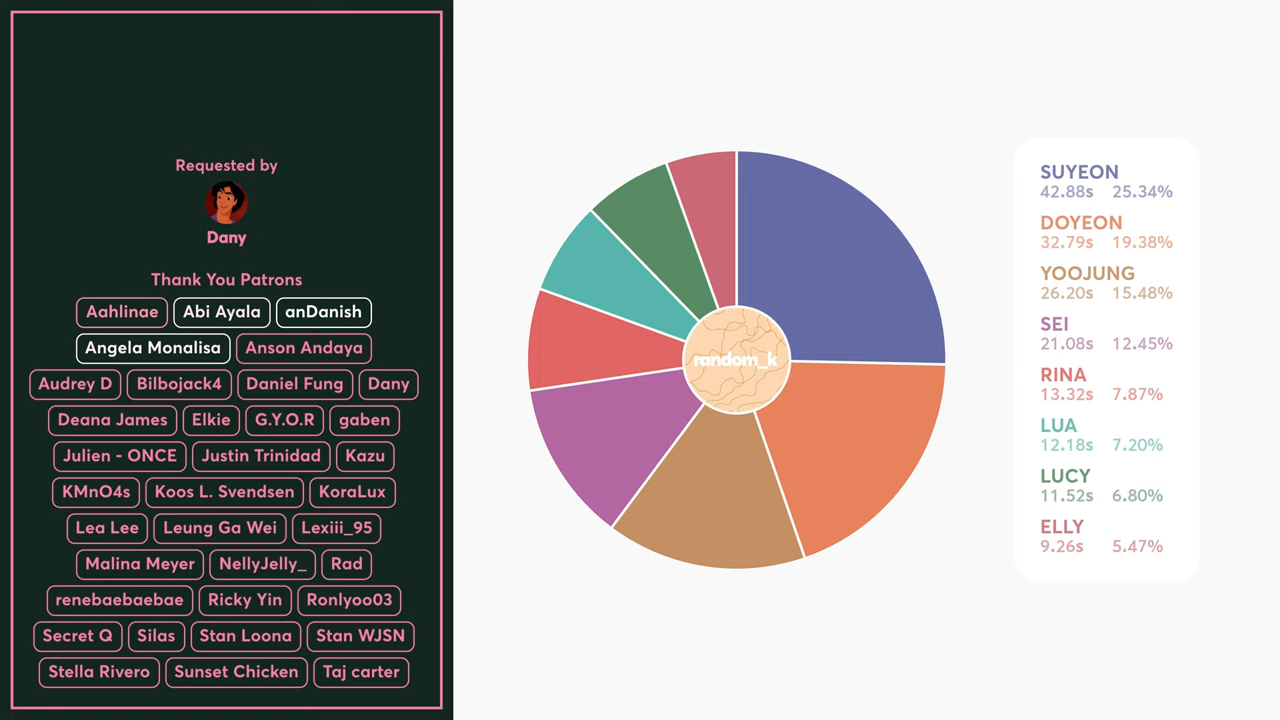 Requested by
Dany
Thank You Patrons
Aahlinae Abi Ayala anDanish
Angela Monalisa Anson Andaya
Audrey D Bilbojack4 Daniel Fung Dany
Deana James Elkie G.Y.O.R gaben
Julien - ONCE Justin Trinidad Kazu
KMnO4s Koos L. Svendsen KoraLux
Lea Lee Leung Ga Wei Lexiii_95
Malina Meyer NellyJelly_ Rad
renebaebaebae Ricky Yin Ronlyoo03
Secret Q Silas Stan Loona Stan WJSN
Stella Rivero Sunset Chicken Taj carter
random_k
SUYEON
42.88s 25.34%
DOYEON
32.79s 19.38%
YOOJUNG
26.20s 15.48%
SEI
21.08s 12.45%
RINA
13.32s 7.87%
LUA
12.18s 7.20%
LUCY
11.52s 6.80%
ELLY
9.26s 5.47%